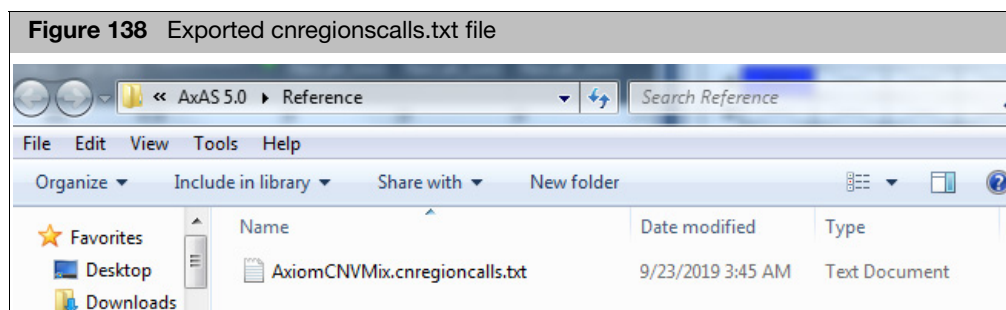 Figure 138 Exported cnregionscalls.txt file
« AxAS 5.0 ▸ Reference Search Reference
File Edit View Tools Help
Organize ▾ Include in library ▾ Share with ▾ New folder
Favorites Name Date modified Type
Desktop AxiomCNVMix.cnregioncalls.txt 9/23/2019 3:45 AM Text Document
Downloads